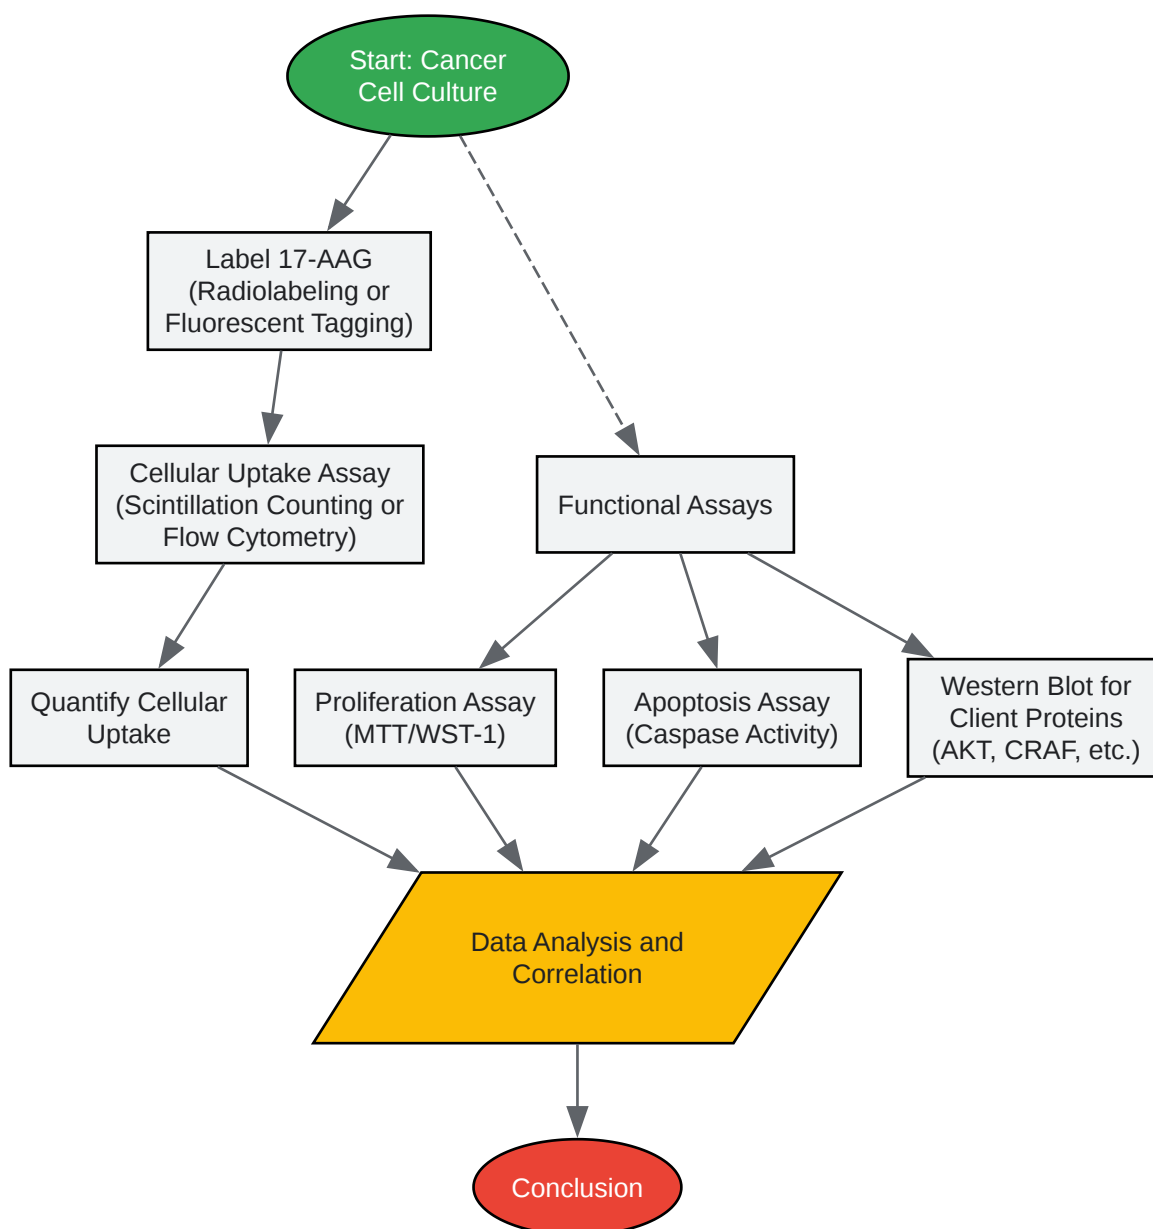 Start: Cancer
Cell Culture
Label 17-AAG
(Radiolabeling or
Fluorescent Tagging)
Cellular Uptake Assay
(Scintillation Counting or
Flow Cytometry)
Functional Assays
Quantify Cellular
Uptake
Proliferation Assay
(MTT/WST-1)
Apoptosis Assay
(Caspase Activity)
Western Blot for
Client Proteins
(AKT, CRAF, etc.)
Data Analysis and
Correlation
Conclusion